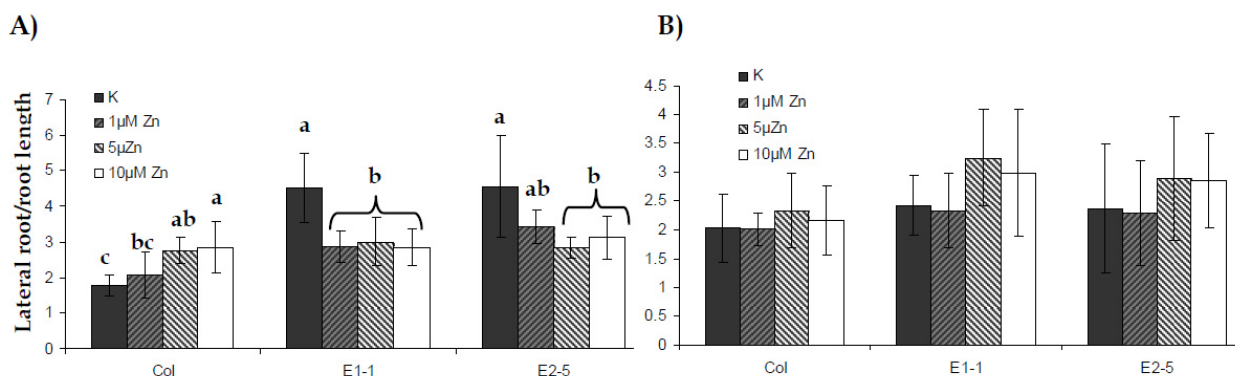 A)
Lateral root/root length
7
6
5
4
3
2
1
0
K
1µM Zn
5µZn
10µM Zn
c
bc
ab
a
a
b
a
ab
b
Col
E1-1
E2-5
B)
4.5
4
3.5
3
2.5
2
1.5
1
0.5
0
K
1µM Zn
5µZn
10µM Zn
Col
E1-1
E2-5